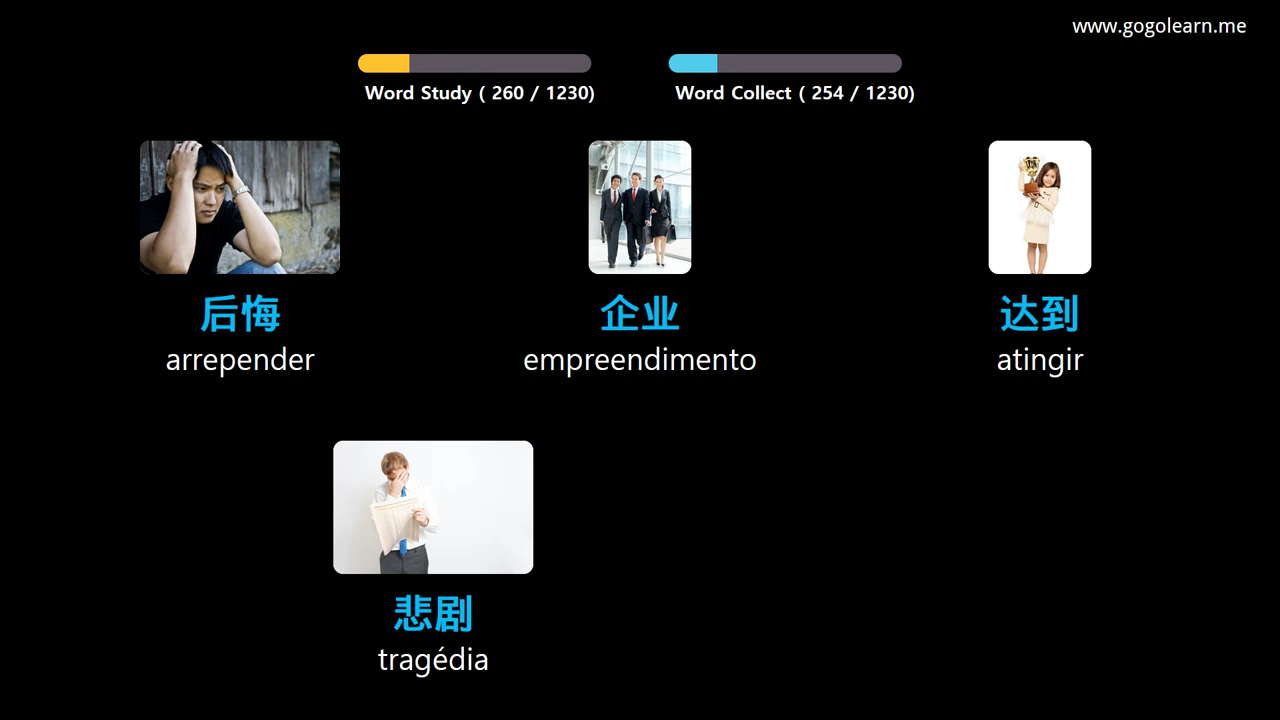 www.gogolearn.me
Word Study ( 260 / 1230)
Word Collect ( 254 / 1230)
后悔
arrepender
企业
empreendimento
达到
atingir
悲剧
tragédia